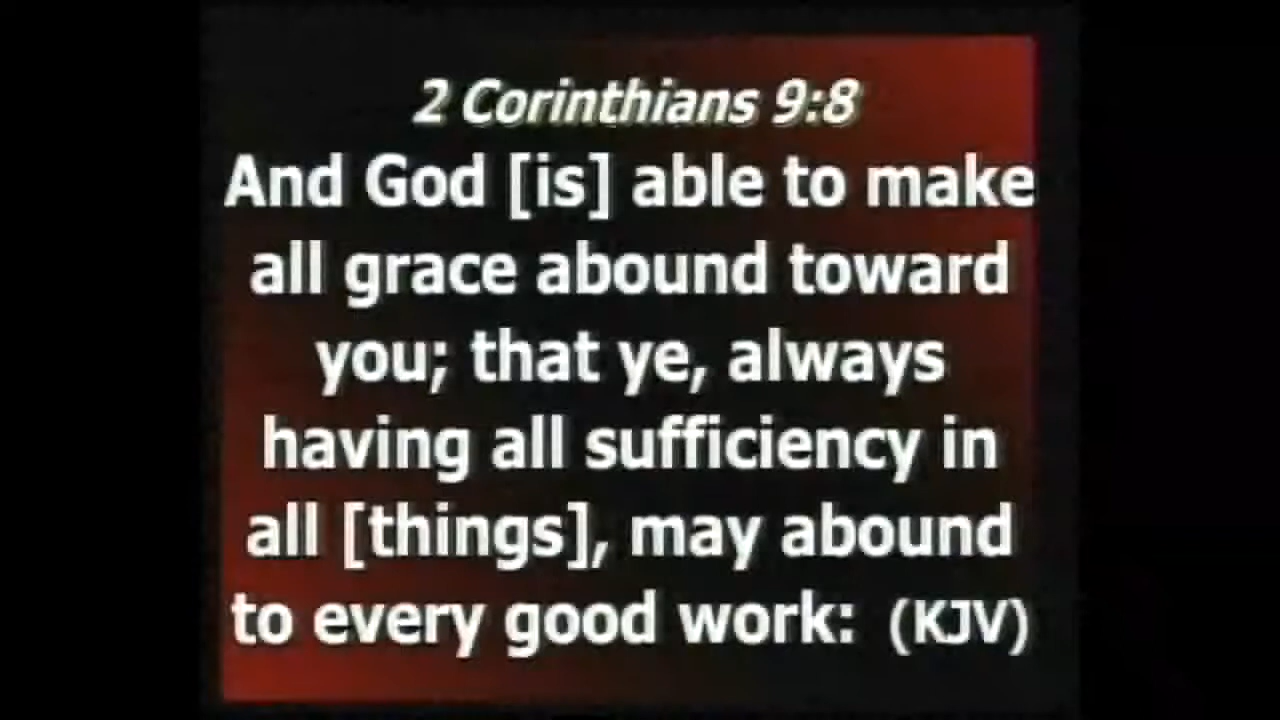 2 Corinthians 9:8
And God [is] able to make
all grace abound toward
you; that ye, always
having all sufficiency in
all [things], may abound
to every good work: (KJV)